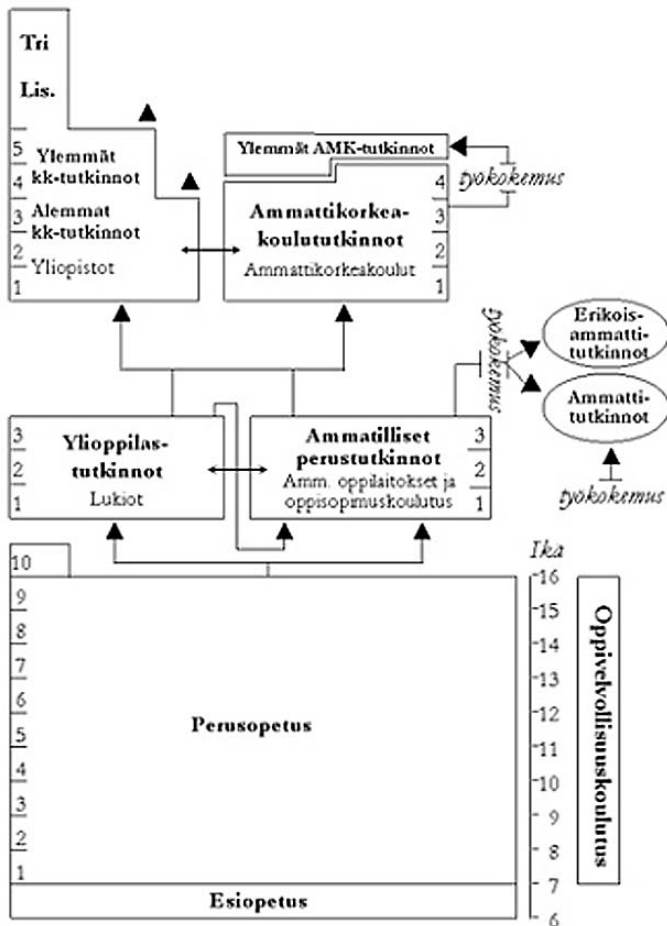 Tri
Lis.
5
4
3
2
1
Ylemmät
kk-tutkinnot
Alemmat
kk-tutkinnot
Yliopistot
Ylemmät AMK-tutkinnot
Ammattikorkea-
koulututkinnot
Ammattikorkeakoulut
4
3
2
1
työkokemus
työkokemus
Erikois-
ammatti-
tutkinnot
Ammatti-
tutkinnot
työkokemus
3
2
1
Ylioppilas-
tutkinnot
Lukiot
Ammatilliset
perustutkinnot
Amm. oppilaitokset ja
oppisopimuskoulutus
3
2
1
10
9
8
7
6
5
4
3
2
1
Perusopetus
Esiopetus
Ika
16
15
14
13
12
11
10
9
8
7
6
Oppivelvollisuuskoulutus